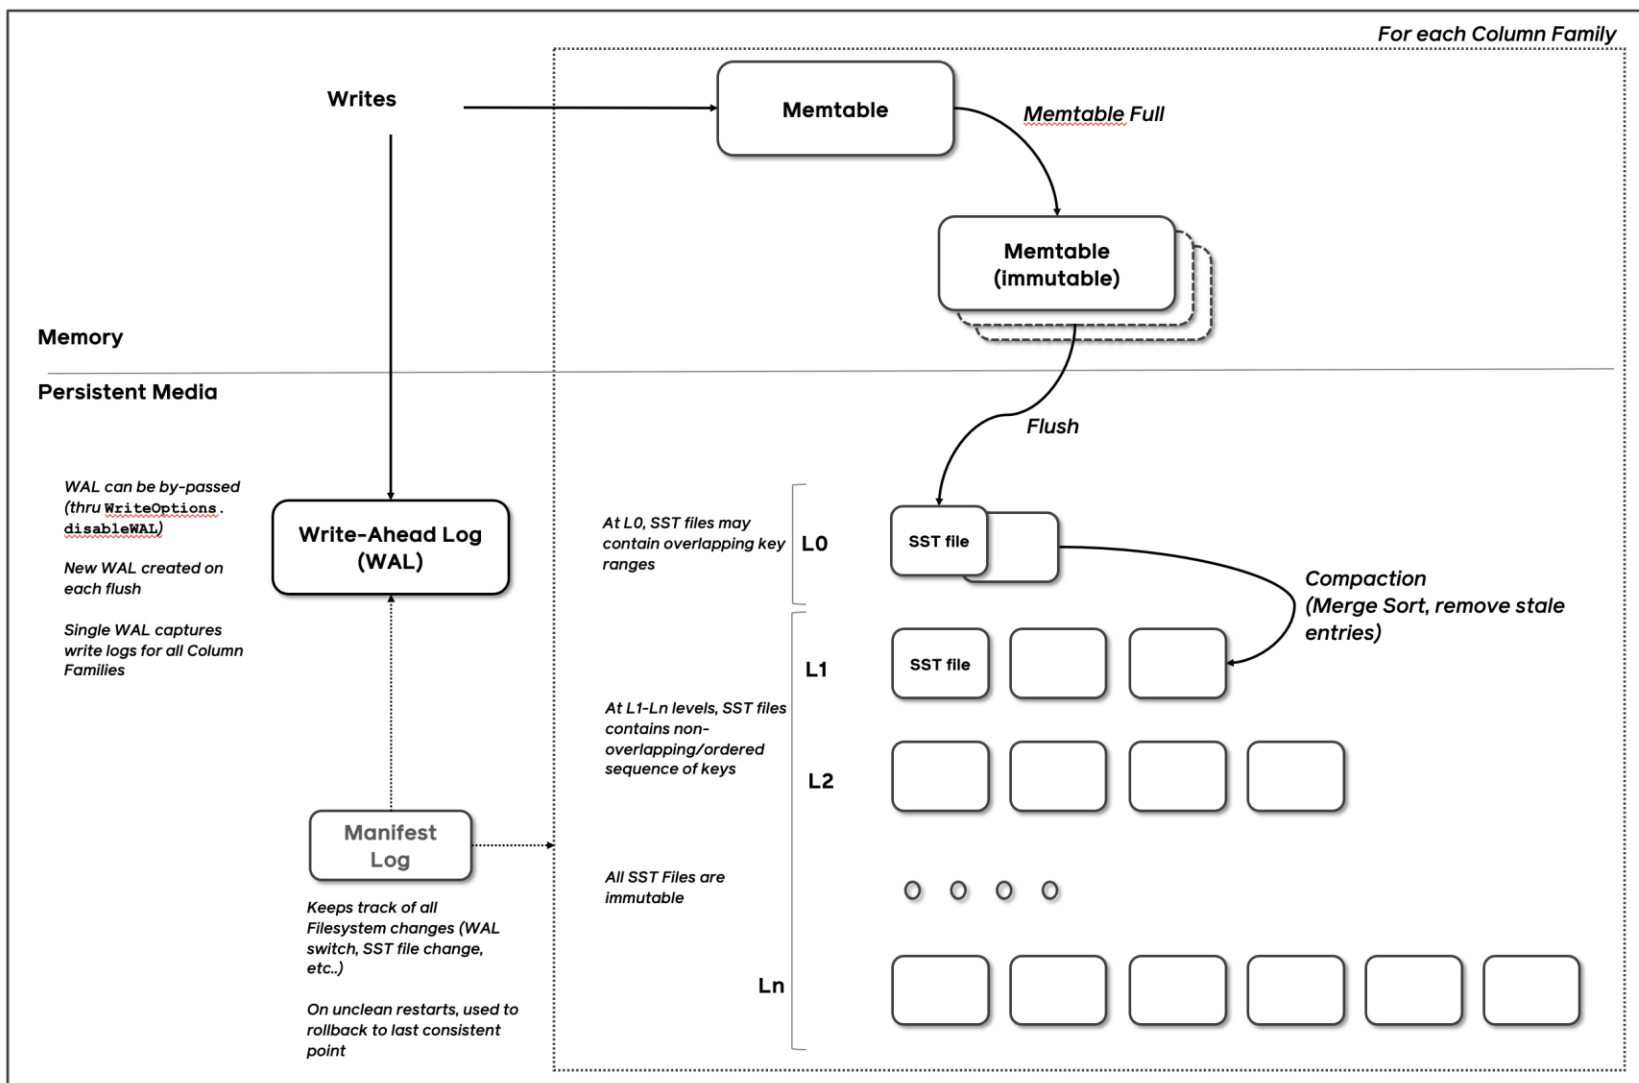 For each Column Family
Writes
Memtable
Memtable Full
Memtable
(immutable)
Memory
Persistent Media
Flush
WAL can be by-passed
(thru WriteOptions.
disableWAL)
New WAL created on
each flush
Single WAL captures
write logs for all Column
Families
Write-Ahead Log
(WAL)
At L0, SST files may
contain overlapping key
ranges
L0
SST file
Compaction
(Merge Sort, remove stale
entries)
L1
SST file
At L1-Ln levels, SST files
contains non-
overlapping/ordered
sequence of keys
L2
Manifest
Log
All SST Files are
immutable
Keeps track of all
Filesystem changes (WAL
switch, SST file change,
etc..)
On unclean restarts, used to
rollback to last consistent
point
Ln